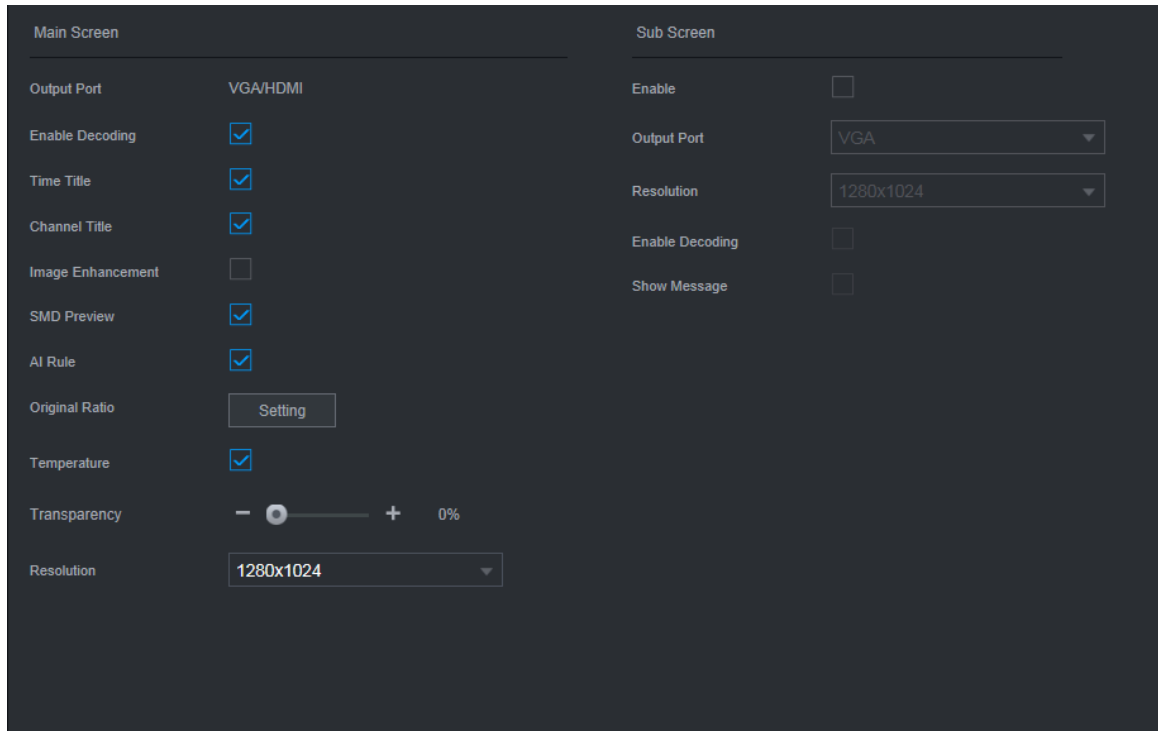 Main Screen
Output Port VGA/HDMI
Enable Decoding
Time Title
Channel Title
Image Enhancement
SMD Preview
AI Rule
Original Ratio Setting
Temperature
Transparency − + 0%
Resolution 1280x1024
Sub Screen
Enable
Output Port VGA
Resolution 1280x1024
Enable Decoding
Show Message